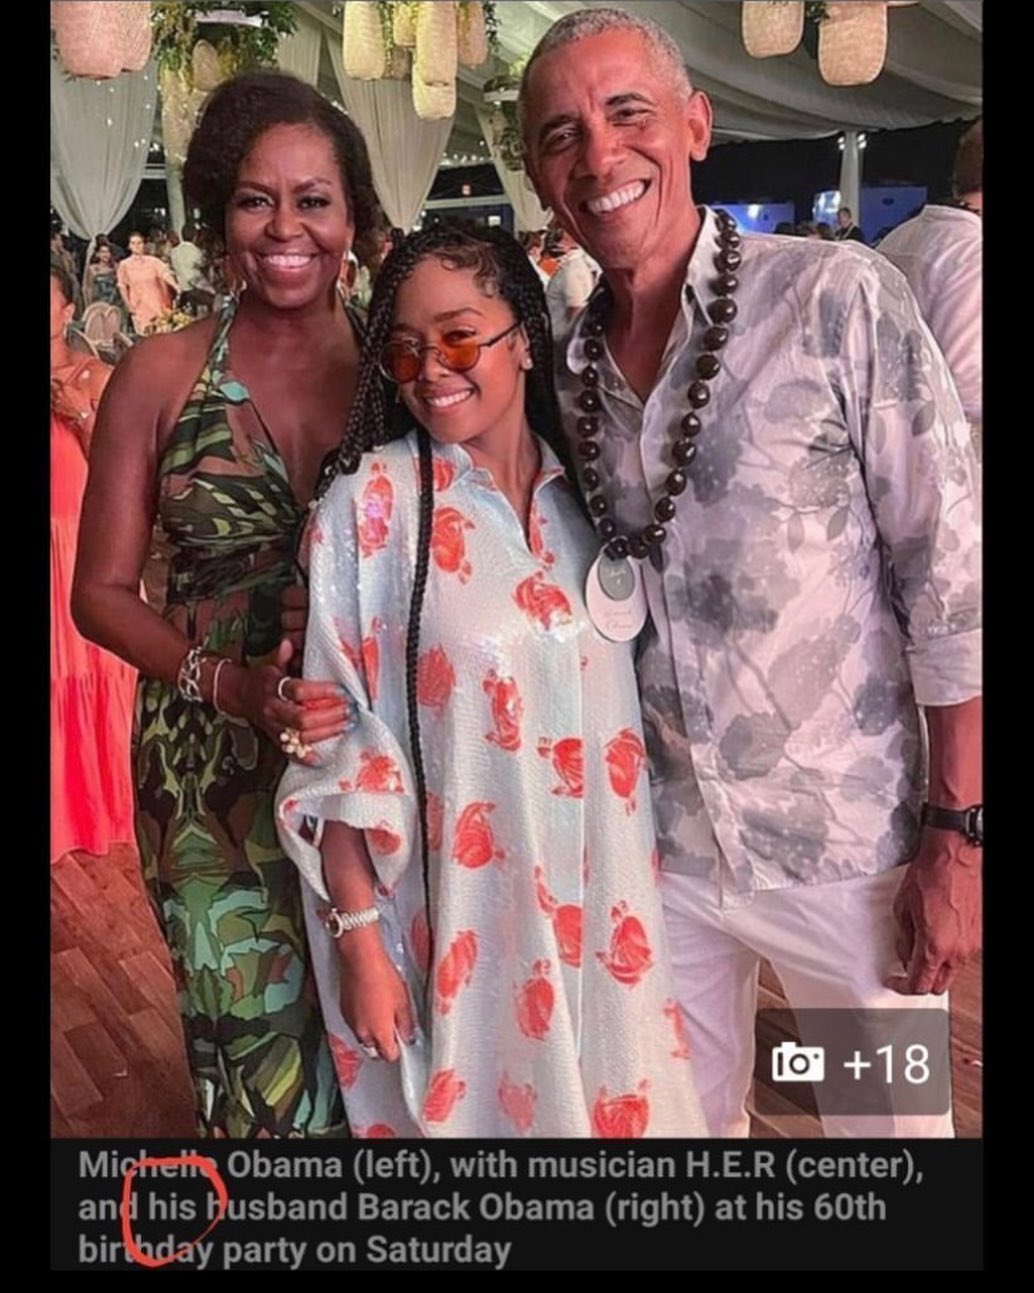 +18
Michelle Obama (left), with musician H.E.R (center),
and his husband Barack Obama (right) at his 60th
birthday party on Saturday